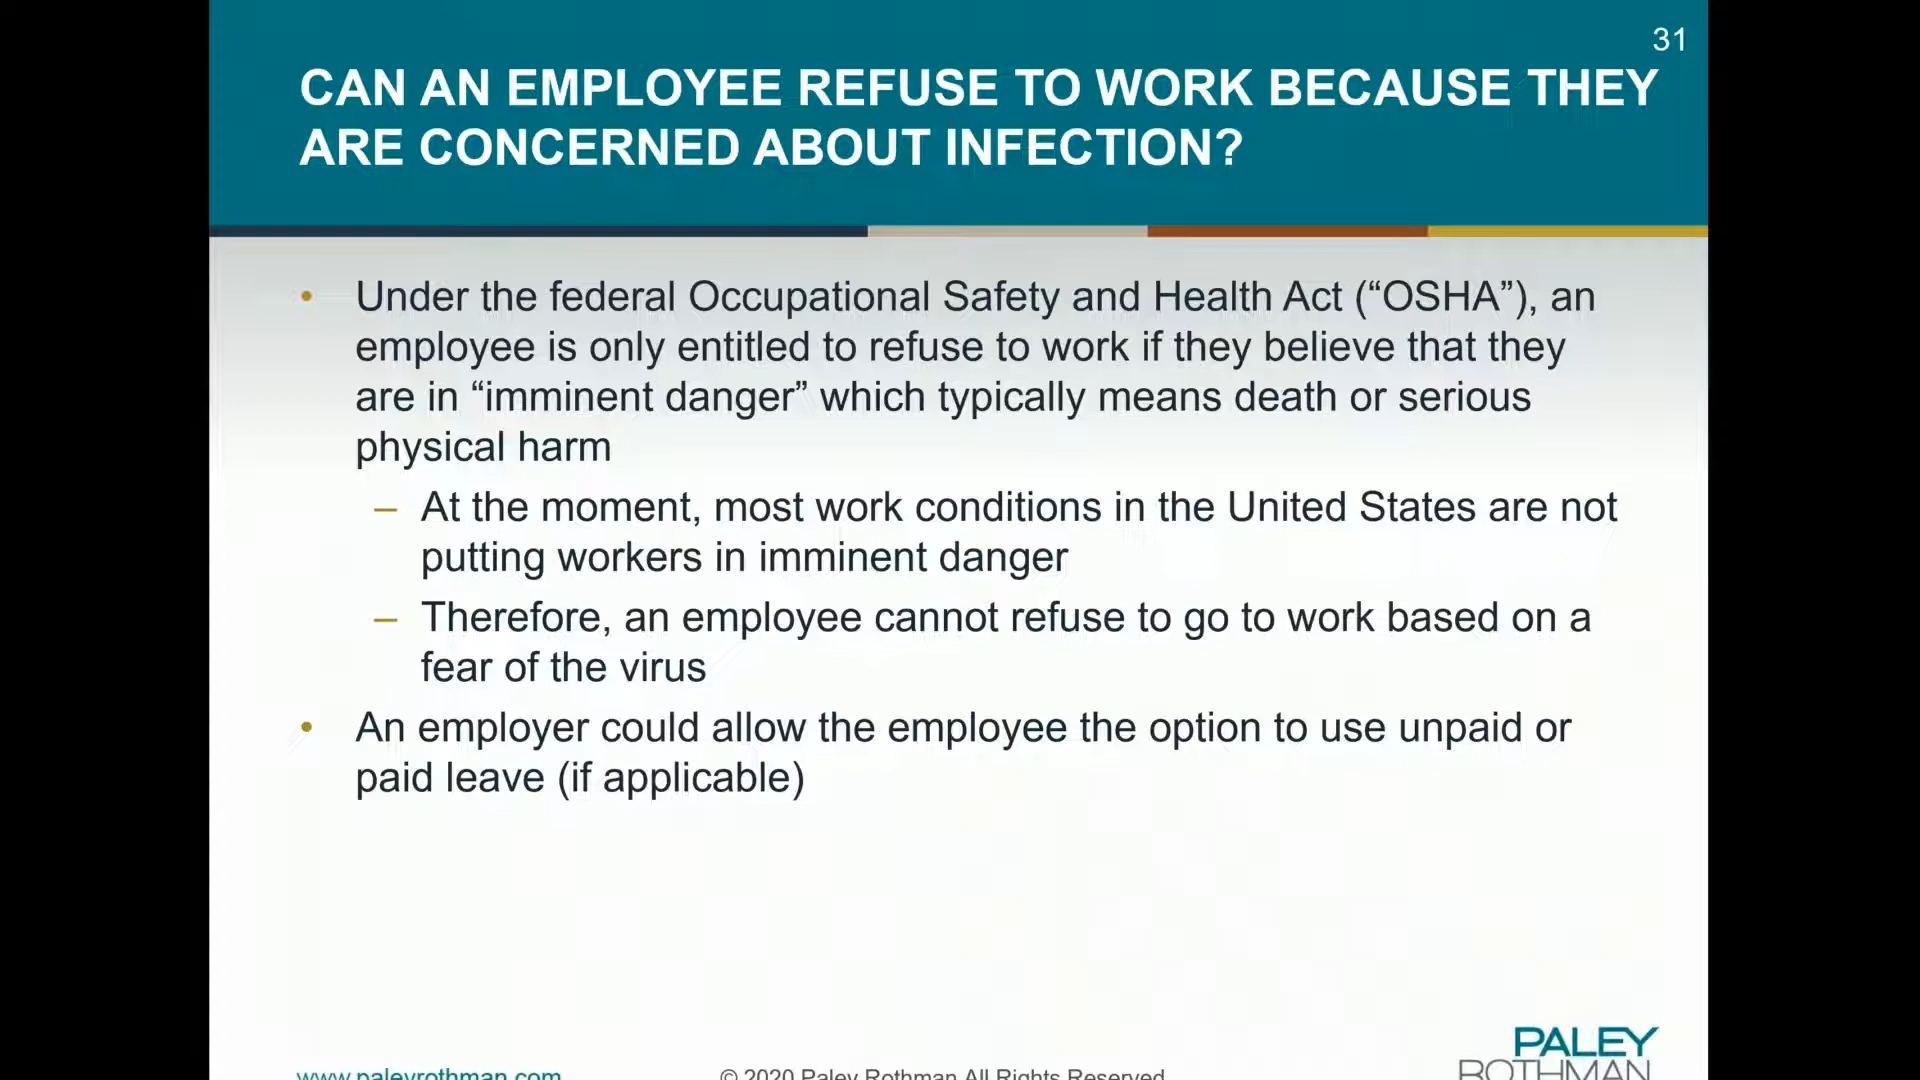 31
CAN AN EMPLOYEE REFUSE TO WORK BECAUSE THEY
ARE CONCERNED ABOUT INFECTION?
• Under the federal Occupational Safety and Health Act (“OSHA”), an
employee is only entitled to refuse to work if they believe that they
are in “imminent danger” which typically means death or serious
physical harm
– At the moment, most work conditions in the United States are not
putting workers in imminent danger
– Therefore, an employee cannot refuse to go to work based on a
fear of the virus
• An employer could allow the employee the option to use unpaid or
paid leave (if applicable)
www.paleyrothman.com
© 2020 Paley Rothman All Rights Reserved
PALEY
ROTHMAN